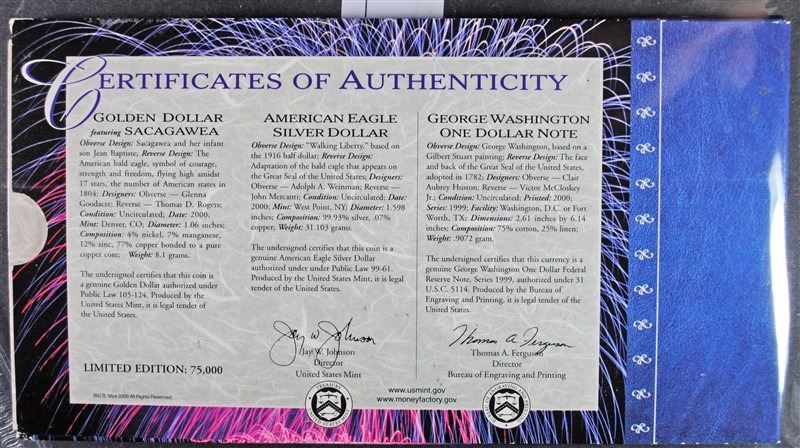 CERTIFICATES OF AUTHENTICITY
GOLDEN DOLLAR
featuring SACAGAWEA
Obverse Design: Sacagawea and her infant
son Jean Baptiste; Reverse Design: The
American bald eagle, symbol of courage,
strength and freedom, flying high amidst
17 stars, the number of American states in
1804; Designers: Obverse — Glenna
Goodacre; Reverse — Thomas D. Rogers;
Condition: Uncirculated; Date: 2000;
Mint: Denver, CO; Diameter: 1.06 inches;
Composition: 4% nickel, 7% manganese,
12% zinc, 77% copper bonded to a pure
copper core; Weight: 8.1 grams.
The undersigned certifies that this coin is
a genuine Golden Dollar authorized under
Public Law 105-124. Produced by the
United States Mint, it is legal tender of
the United States.
LIMITED EDITION: 75,000
©U.S. Mint 2000 All Rights Reserved.
AMERICAN EAGLE
SILVER DOLLAR
Obverse Design: "Walking Liberty," based on
the 1916 half dollar; Reverse Design:
Adaptation of the bald eagle that appears on
the Great Seal of the United States; Designers:
Obverse — Adolph A. Weinman; Reverse —
John Mercanti; Condition: Uncirculated; Date:
2000; Mint: West Point, NY; Diameter: 1.598
inches; Composition: 99.93% silver, .07%
copper; Weight: 31.103 grams.
The undersigned certifies that this coin is a
genuine American Eagle Silver Dollar
authorized under under Public Law 99-61.
Produced by the United States Mint, it is legal
tender of the United States.
Jay W. Johnson
Jay W. Johnson
Director
United States Mint
GEORGE WASHINGTON
ONE DOLLAR NOTE
Obverse Design: George Washington, based on a
Gilbert Stuart painting; Reverse Design: The face
and back of the Great Seal of the United States,
adopted in 1782; Designers: Obverse — Clair
Aubrey Huston; Reverse — Victor McCloskey
Jr.; Condition: Uncirculated; Printed: 2000;
Series: 1999; Facility: Washington, D.C. or Fort
Worth, TX; Dimensions: 2.61 inches by 6.14
inches; Composition: 75% cotton, 25% linen;
Weight: .9072 grams.
The undersigned certifies that this currency is a
genuine George Washington One Dollar Federal
Reserve Note, Series 1999, authorized under 31
U.S.C. 5114. Produced by the Bureau of
Engraving and Printing, it is legal tender of the
United States.
Thomas A. Ferguson
Thomas A. Ferguson
Director
Bureau of Engraving and Printing
www.usmint.gov
www.moneyfactory.gov